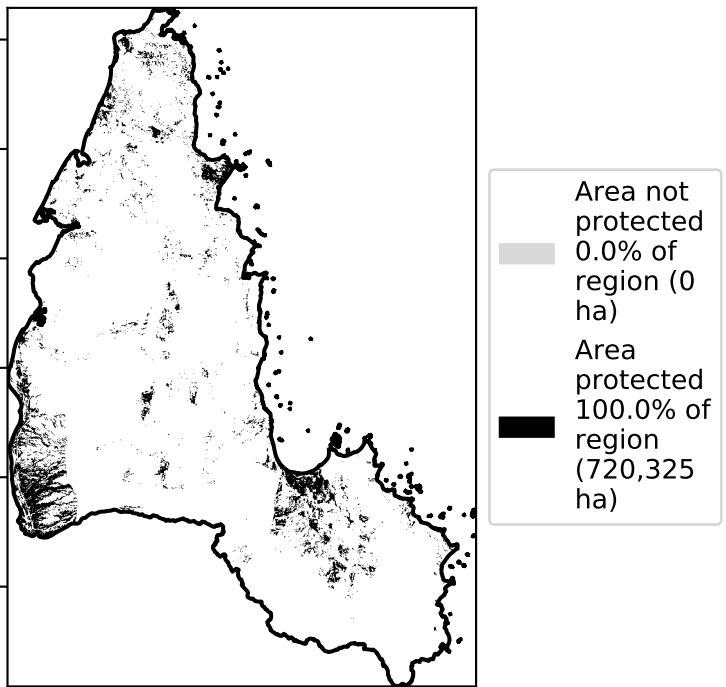 Area not
protected
0.0% of
region (0
ha)
Area
protected
100.0% of
region
(720,325
ha)